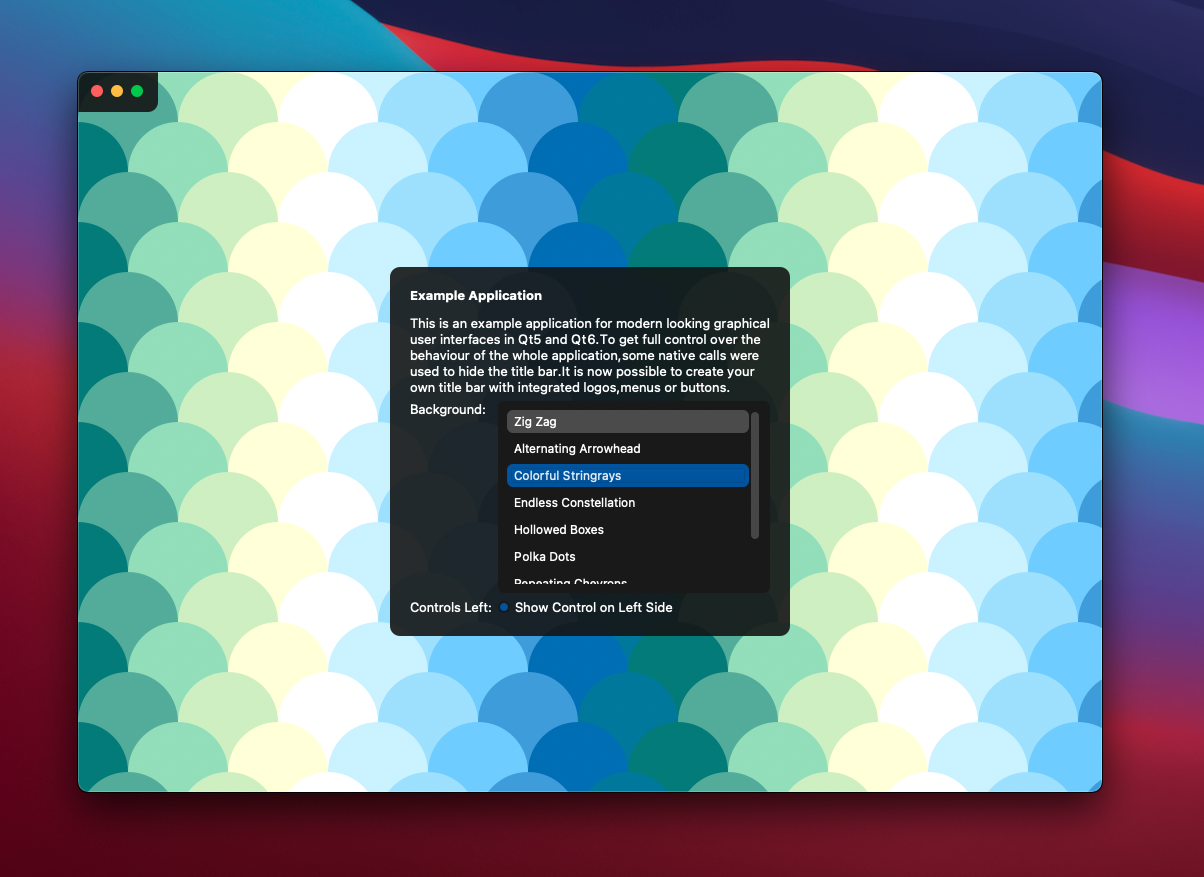 Example Application
This is an example application for modern looking graphical
user interfaces in Qt5 and Qt6.To get full control over the
behaviour of the whole application,some native calls were
used to hide the title bar.It is now possible to create your
own title bar with integrated logos,menus or buttons.
Background:
Zig Zag
Alternating Arrowhead
Colorful Stringrays
Endless Constellation
Hollowed Boxes
Polka Dots
Repeating Chevrons
Controls Left: Show Control on Left Side